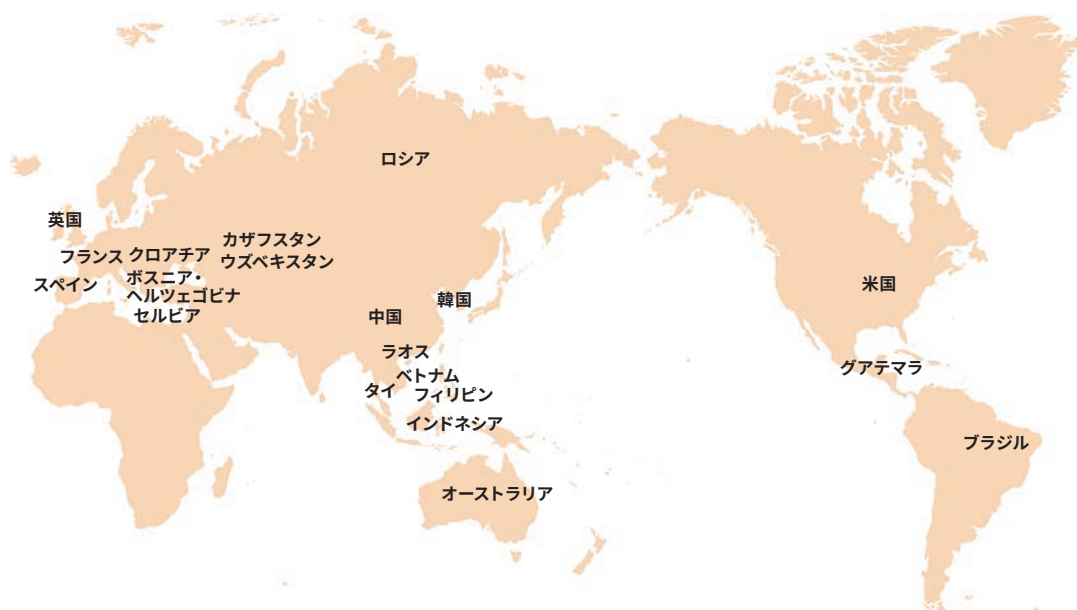 ロシア
英国
カザフスタン
フランス
クロアチア
ウズベキスタン
スペイン
ボスニア・
ヘルツェゴビナ
セルビア
韓国
中国
米国
ラオス
グアテマラ
ベトナム
タイ
フィリピン
インドネシア
ブラジル
オーストラリア